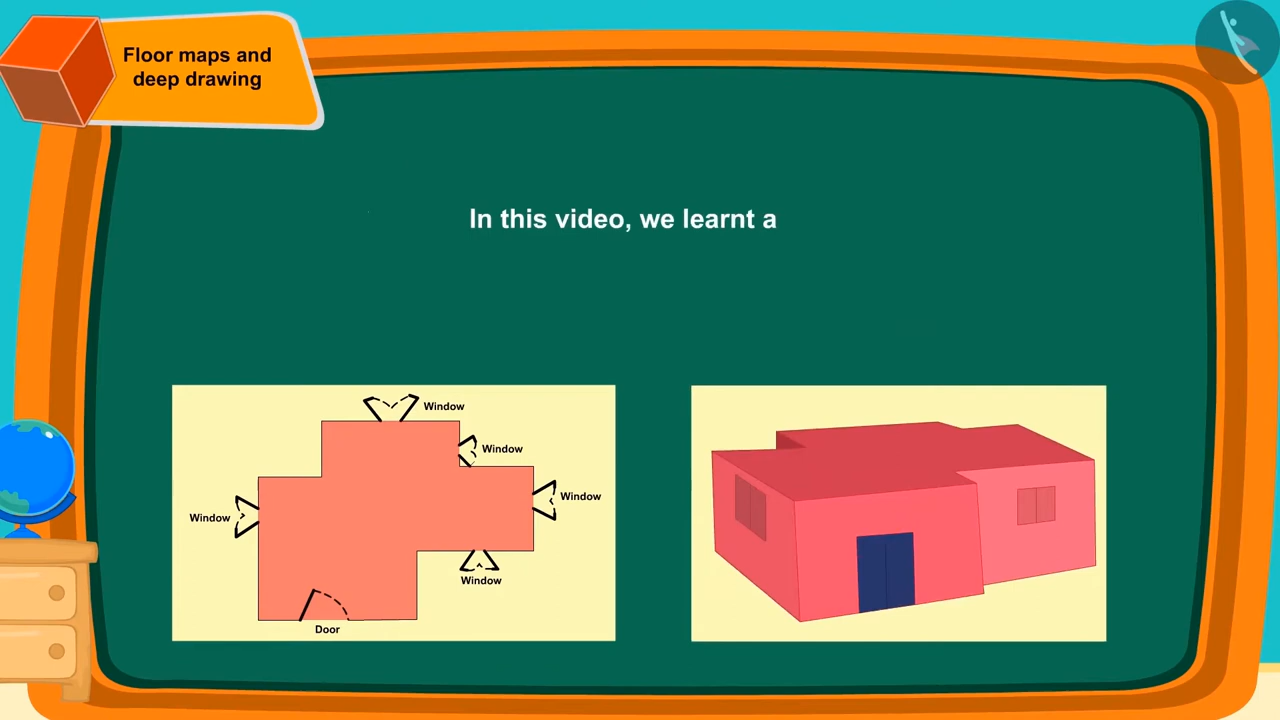 Floor maps and
deep drawing
In this video, we learnt a
Window
Window
Window
Window
Window
Door